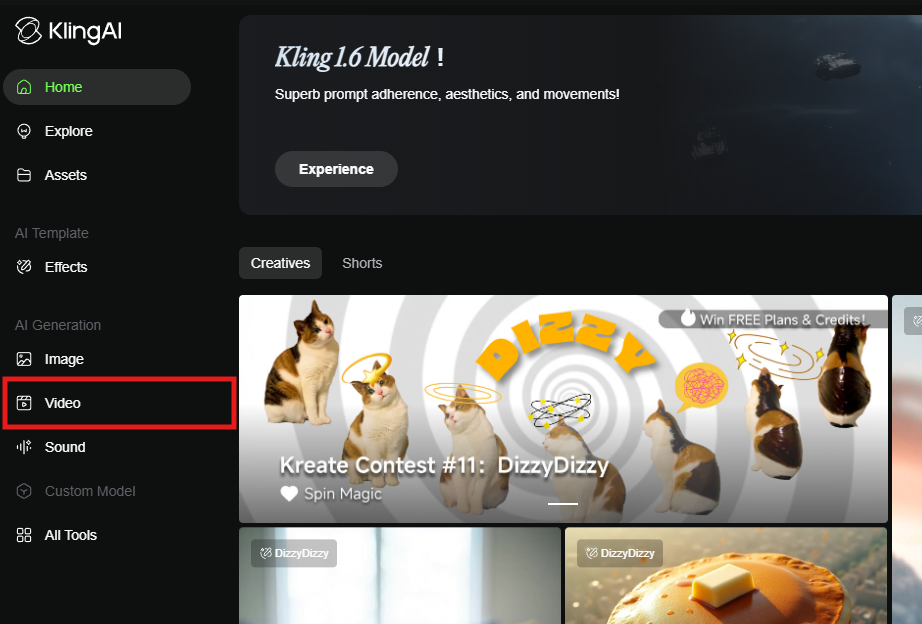 KlingAI
Home
Explore
Assets
AI Template
Effects
AI Generation
Image
Video
Sound
Custom Model
All Tools
Kling 1.6 Model !
Superb prompt adherence, aesthetics, and movements!
Experience
Creatives
Shorts
Win FREE Plans & Credits!
DIZZY
Kreate Contest #11: DizzyDizzy
Spin Magic
DizzyDizzy
DizzyDizzy